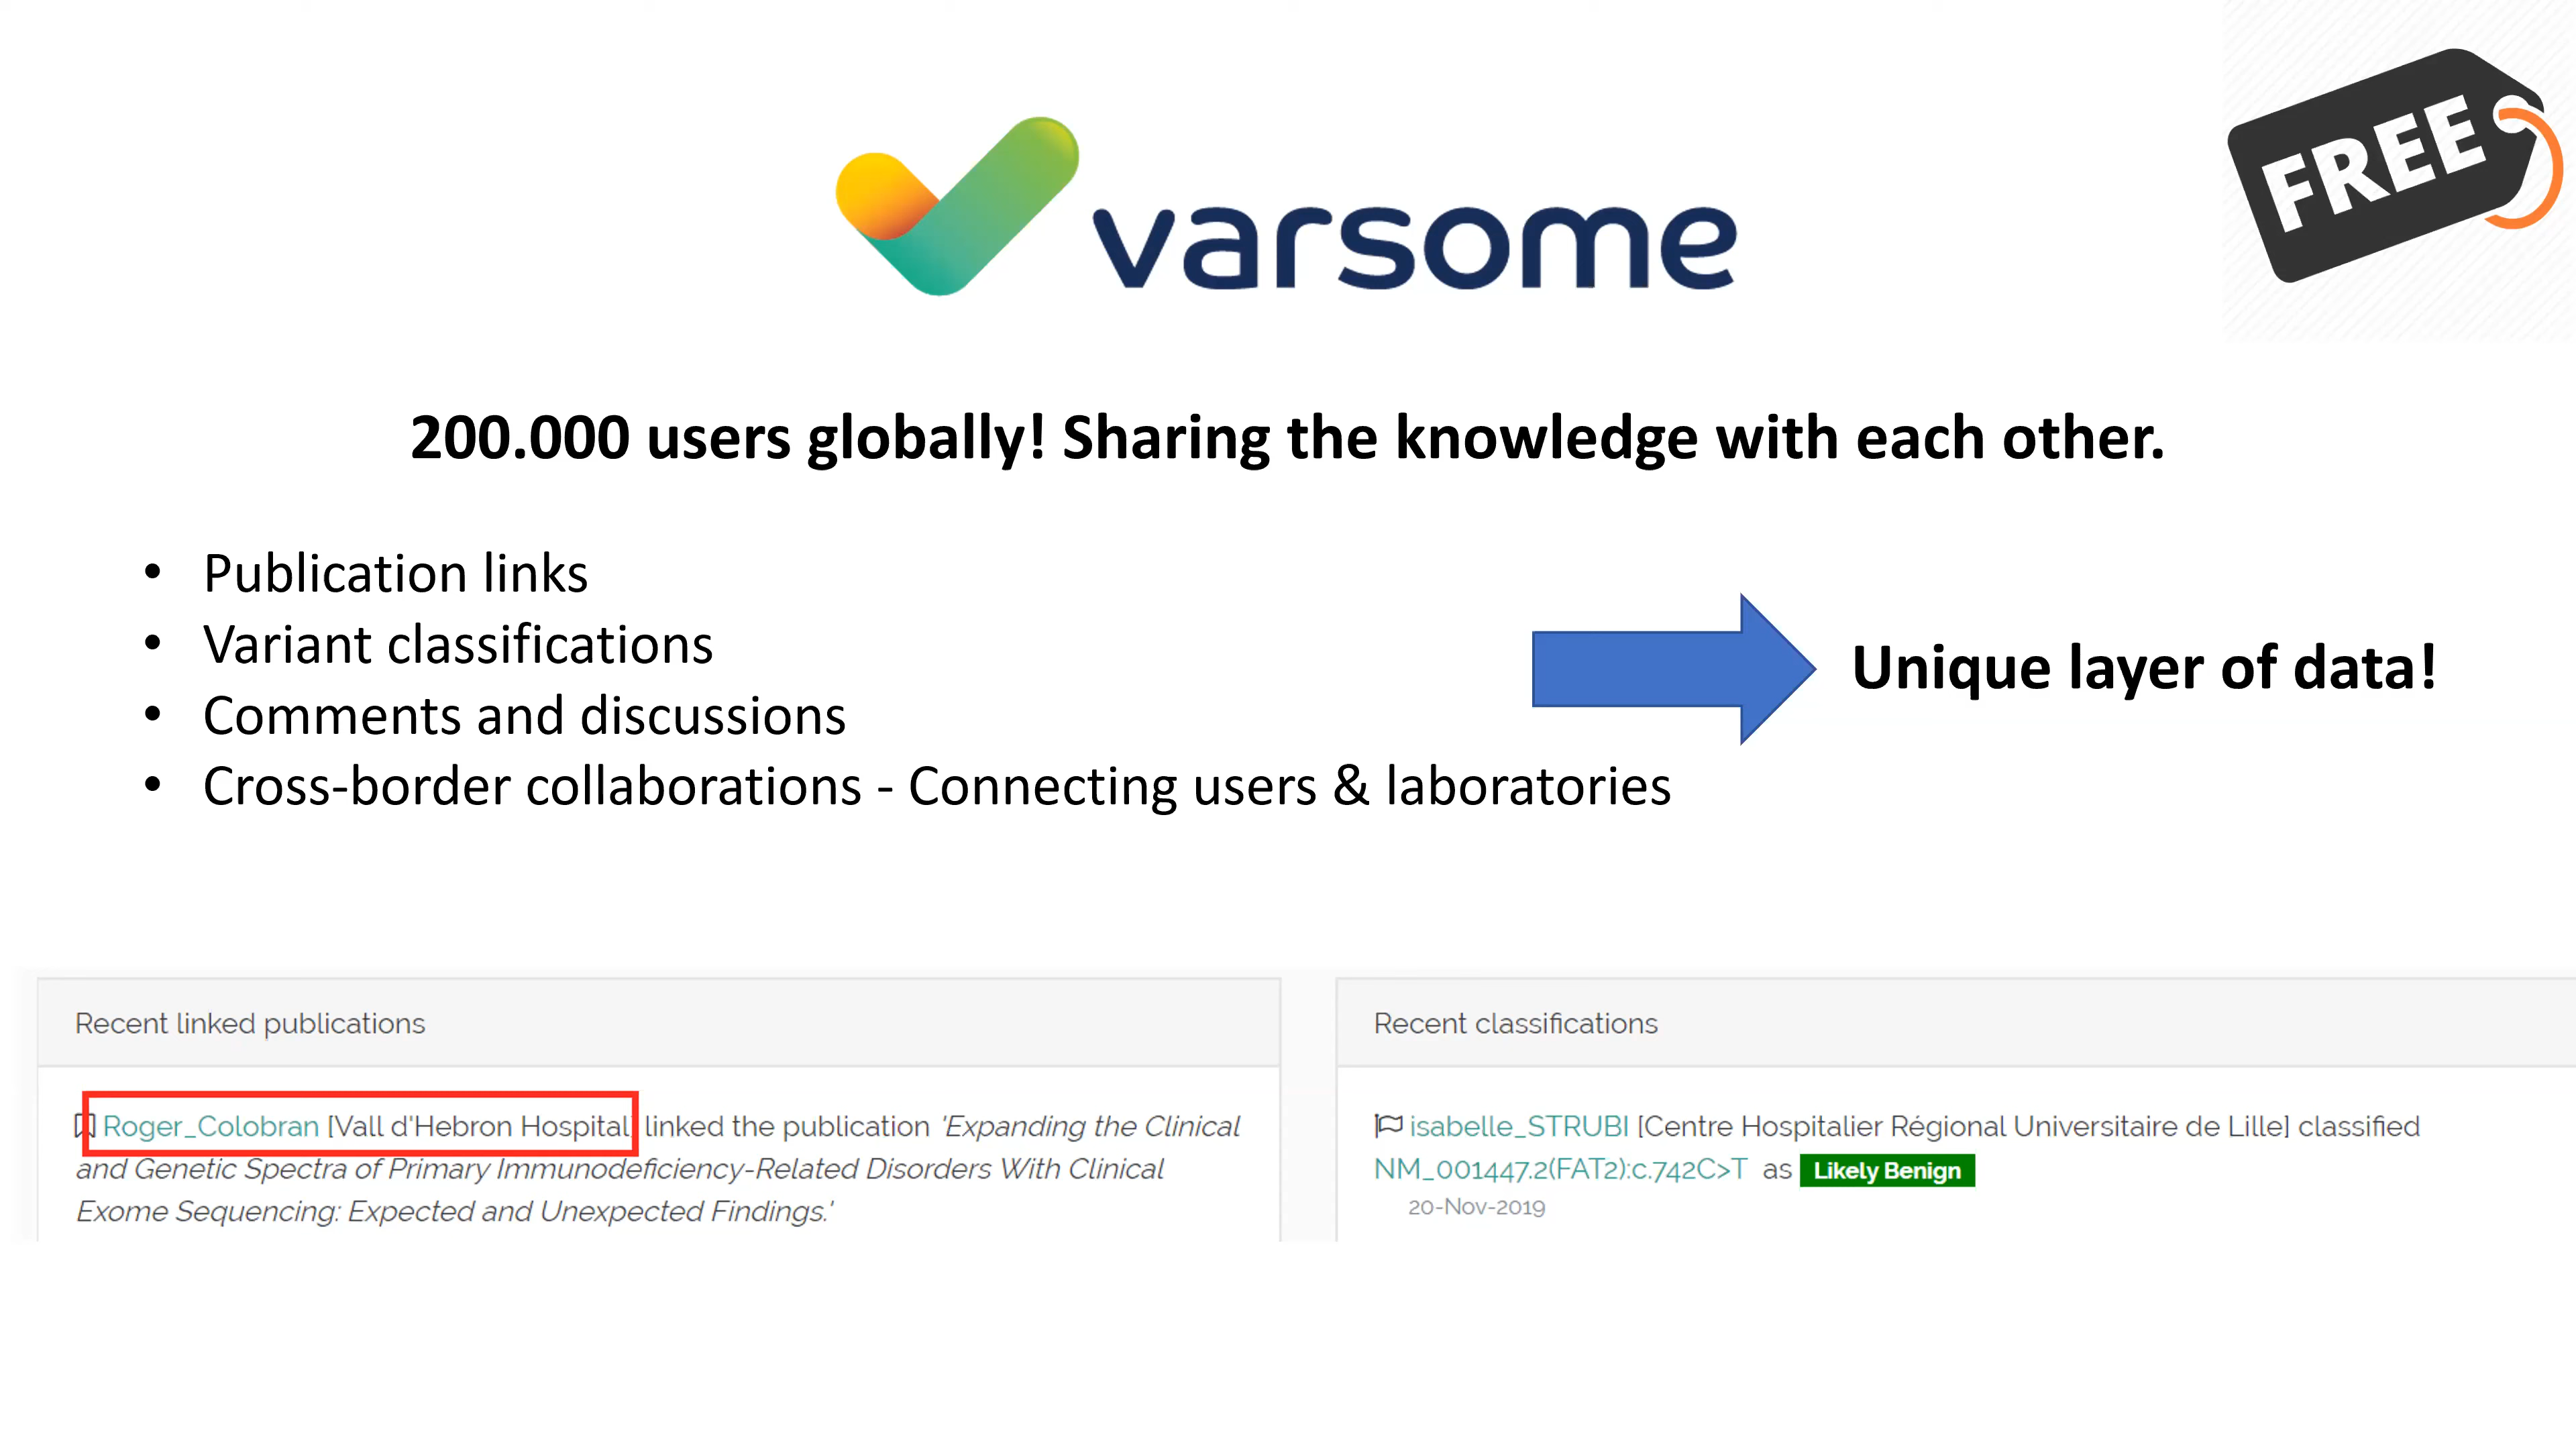 FREE
varsome
200.000 users globally! Sharing the knowledge with each other.
• Publication links
• Variant classifications
• Comments and discussions
• Cross-border collaborations - Connecting users & laboratories
Unique layer of data!
Recent linked publications
Roger_Colobran [Vall d'Hebron Hospital] linked the publication 'Expanding the Clinical
and Genetic Spectra of Primary Immunodeficiency-Related Disorders With Clinical
Exome Sequencing: Expected and Unexpected Findings.'
Recent classifications
isabelle_STRUBI [Centre Hospitalier Régional Universitaire de Lille] classified
NM_001447.2(FAT2):c.742C>T as Likely Benign
20-Nov-2019